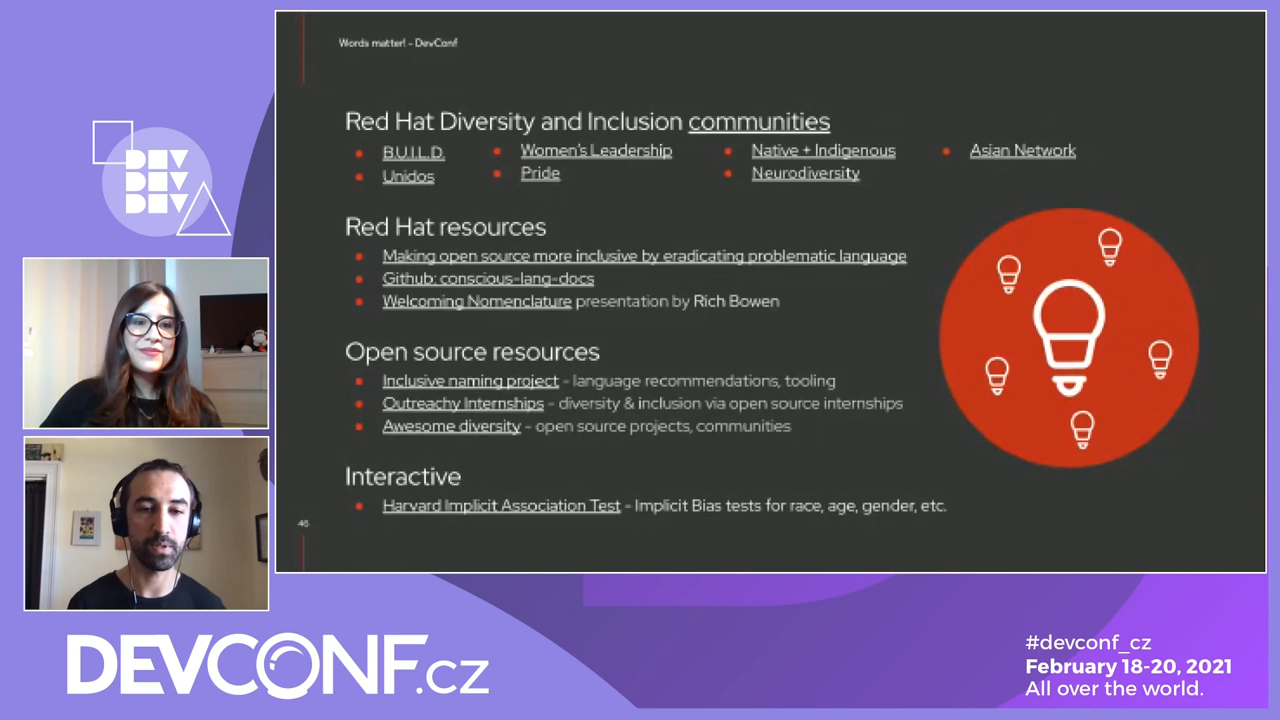 Words matter! - DevConf
Red Hat Diversity and Inclusion communities
B.U.I.L.D.
Unidos
Women's Leadership
Pride
Native + Indigenous
Neurodiversity
Asian Network
Red Hat resources
Making open source more inclusive by eradicating problematic language
Github: conscious-lang-docs
Welcoming Nomenclature presentation by Rich Bowen
Open source resources
Inclusive naming project - language recommendations, tooling
Outreachy Internships - diversity & inclusion via open source internships
Awesome diversity - open source projects, communities
Interactive
Harvard Implicit Association Test - Implicit Bias tests for race, age, gender, etc.
46
DEV
DEV
DEV
DEVCONF.cz
#devconf_cz
February 18-20, 2021
All over the world.